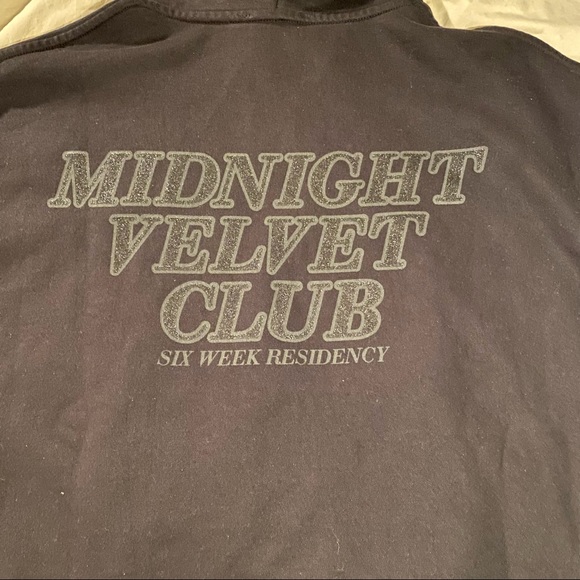 MIDNIGHT
VELVET
CLUB
SIX WEEK RESIDENCY